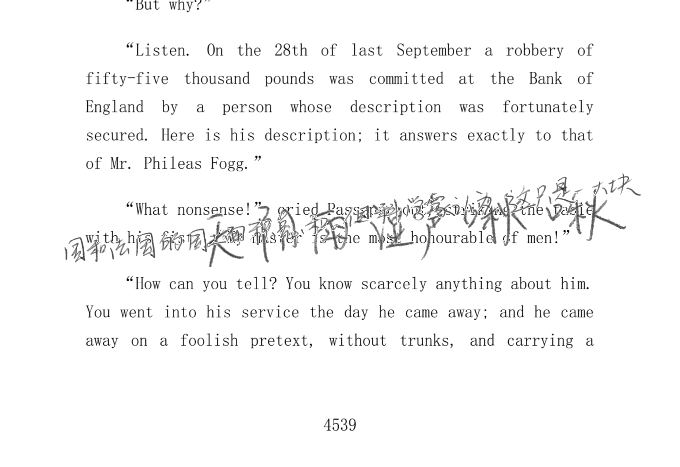 “But why?”
“Listen. On the 28th of last September a robbery of
fifty-five thousand pounds was committed at the Bank of
England by a person whose description was fortunately
secured. Here is his description; it answers exactly to that
of Mr. Phileas Fogg.”
“What nonsense!” cried Passepartout, striking the
with his is the most honourable of men!”
“How can you tell? You know scarcely anything about him.
You went into his service the day he came away; and he came
away on a foolish pretext, without trunks, and carrying a
4539